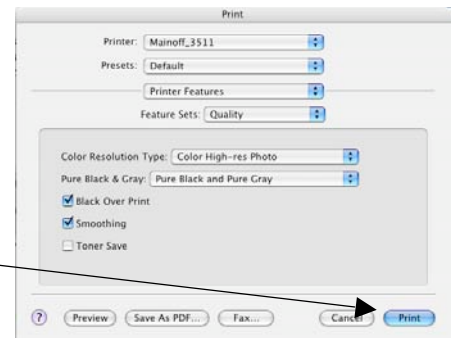 Print
Printer: Mainoff_3511
Presets: Default
Printer Features
Feature Sets: Quality
Color Resolution Type: Color High-res Photo
Pure Black & Gray: Pure Black and Pure Gray
Black Over Print
Smoothing
Toner Save
? Preview Save As PDF... Fax... Cancel Print